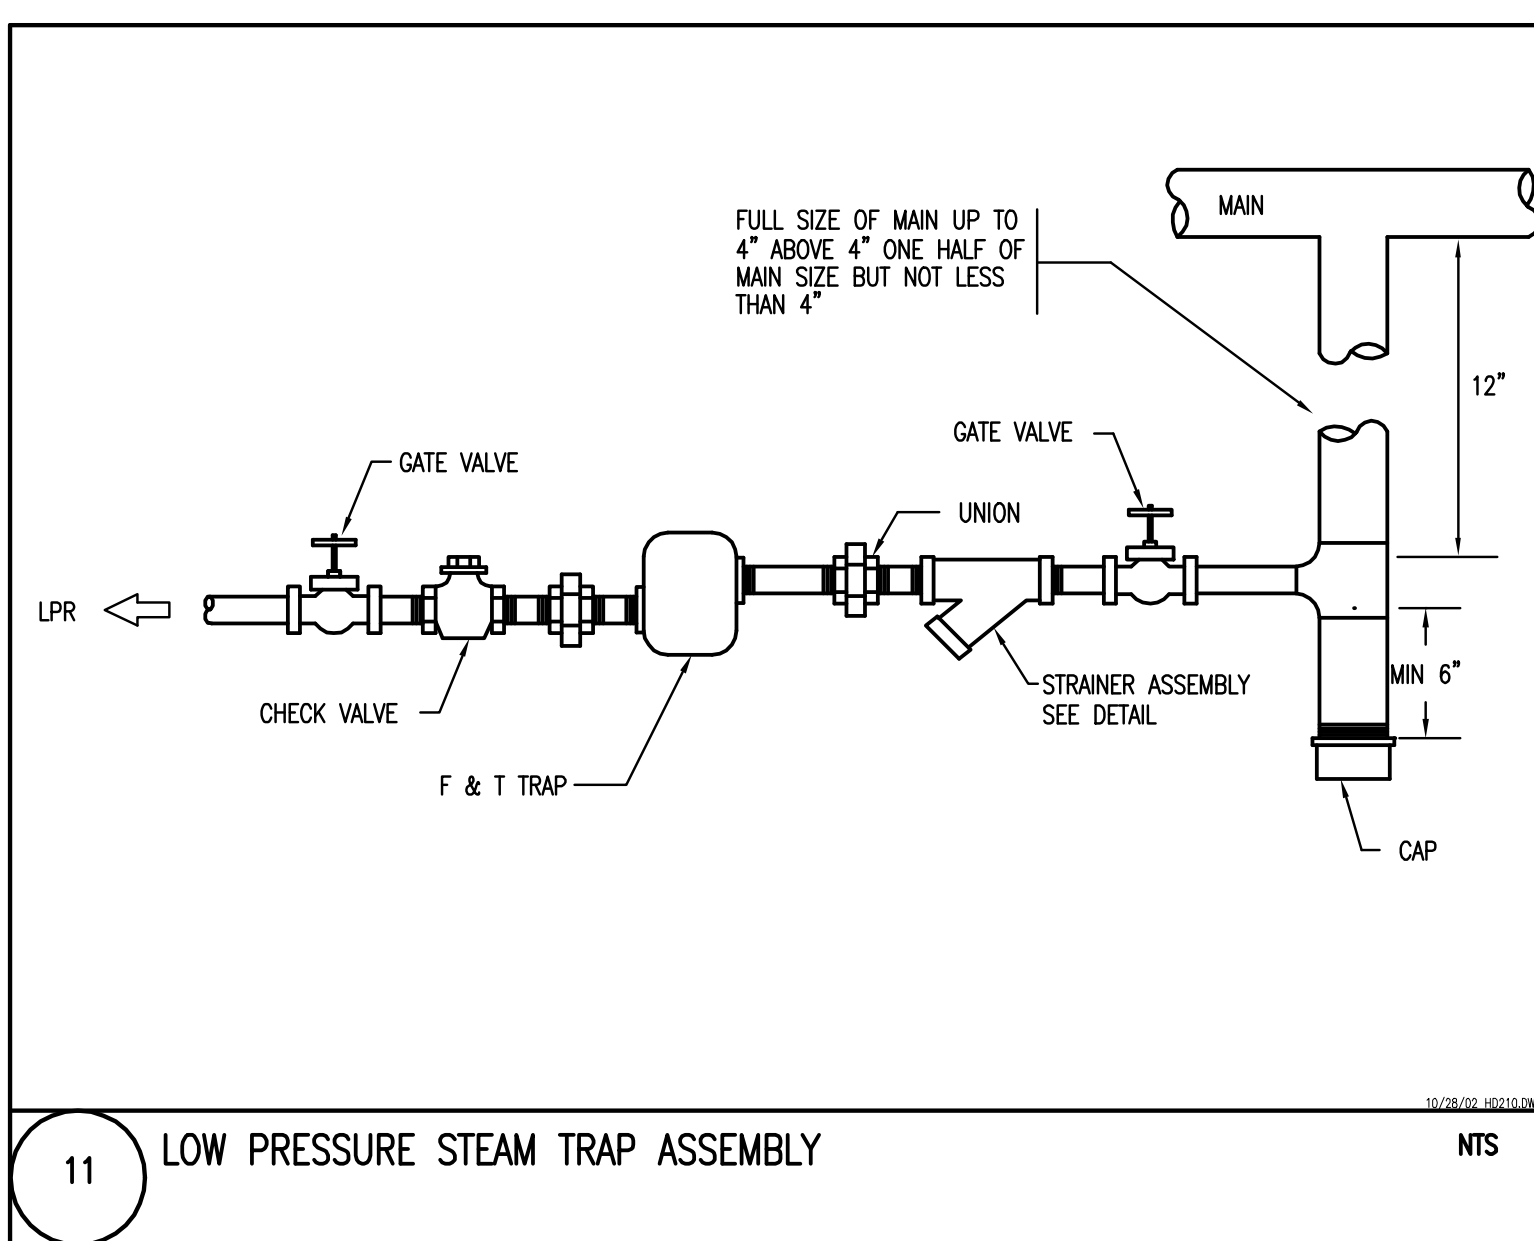 MAIN
FULL SIZE OF MAIN UP TO
4" ABOVE 4" ONE HALF OF
MAIN SIZE BUT NOT LESS
THAN 4"
12"
GATE VALVE
GATE VALVE
UNION
LPR
MIN 6"
STRAINER ASSEMBLY
SEE DETAIL
CHECK VALVE
F & T TRAP
CAP
10/28/02 HD210.DW
11
LOW PRESSURE STEAM TRAP ASSEMBLY
NTS